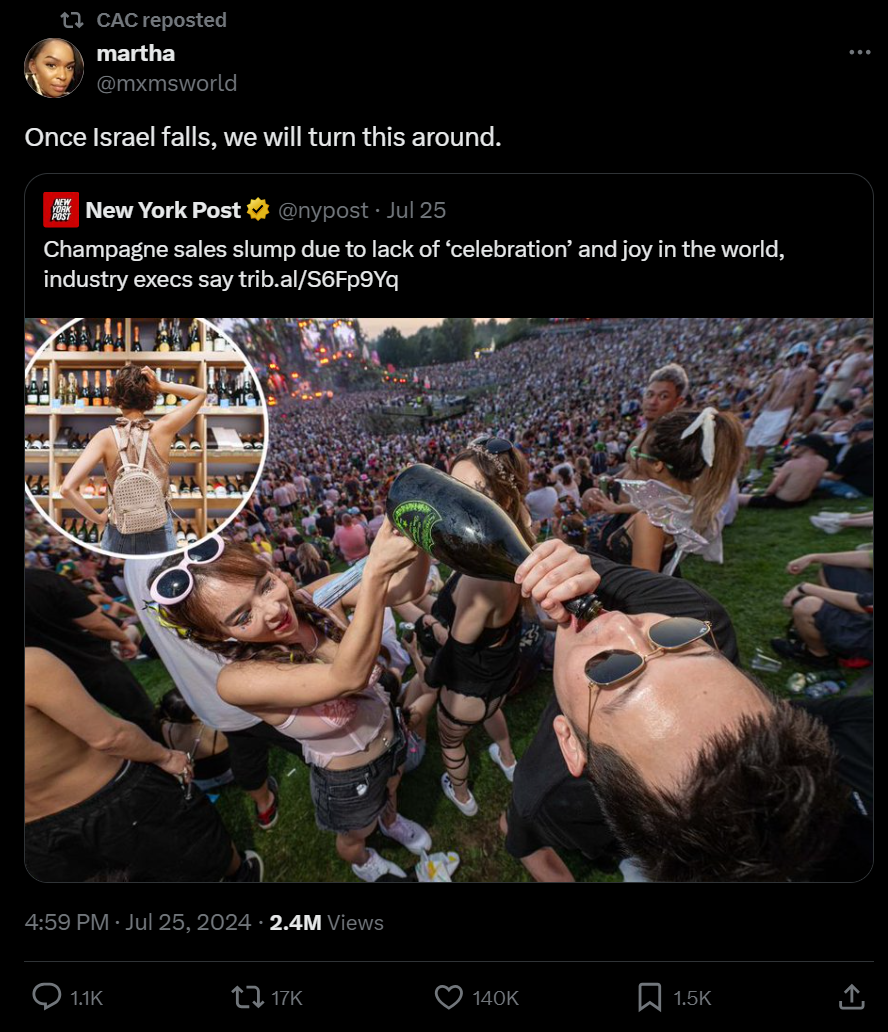 CAC reposted
martha
@mxmsworld
Once Israel falls, we will turn this around.
NEW
YORK
POST
New York Post @nypost · Jul 25
Champagne sales slump due to lack of ‘celebration’ and joy in the world,
industry execs say trib.al/S6Fp9Yq
4:59 PM · Jul 25, 2024 · 2.4M Views
1.1K 17K 140K 1.5K